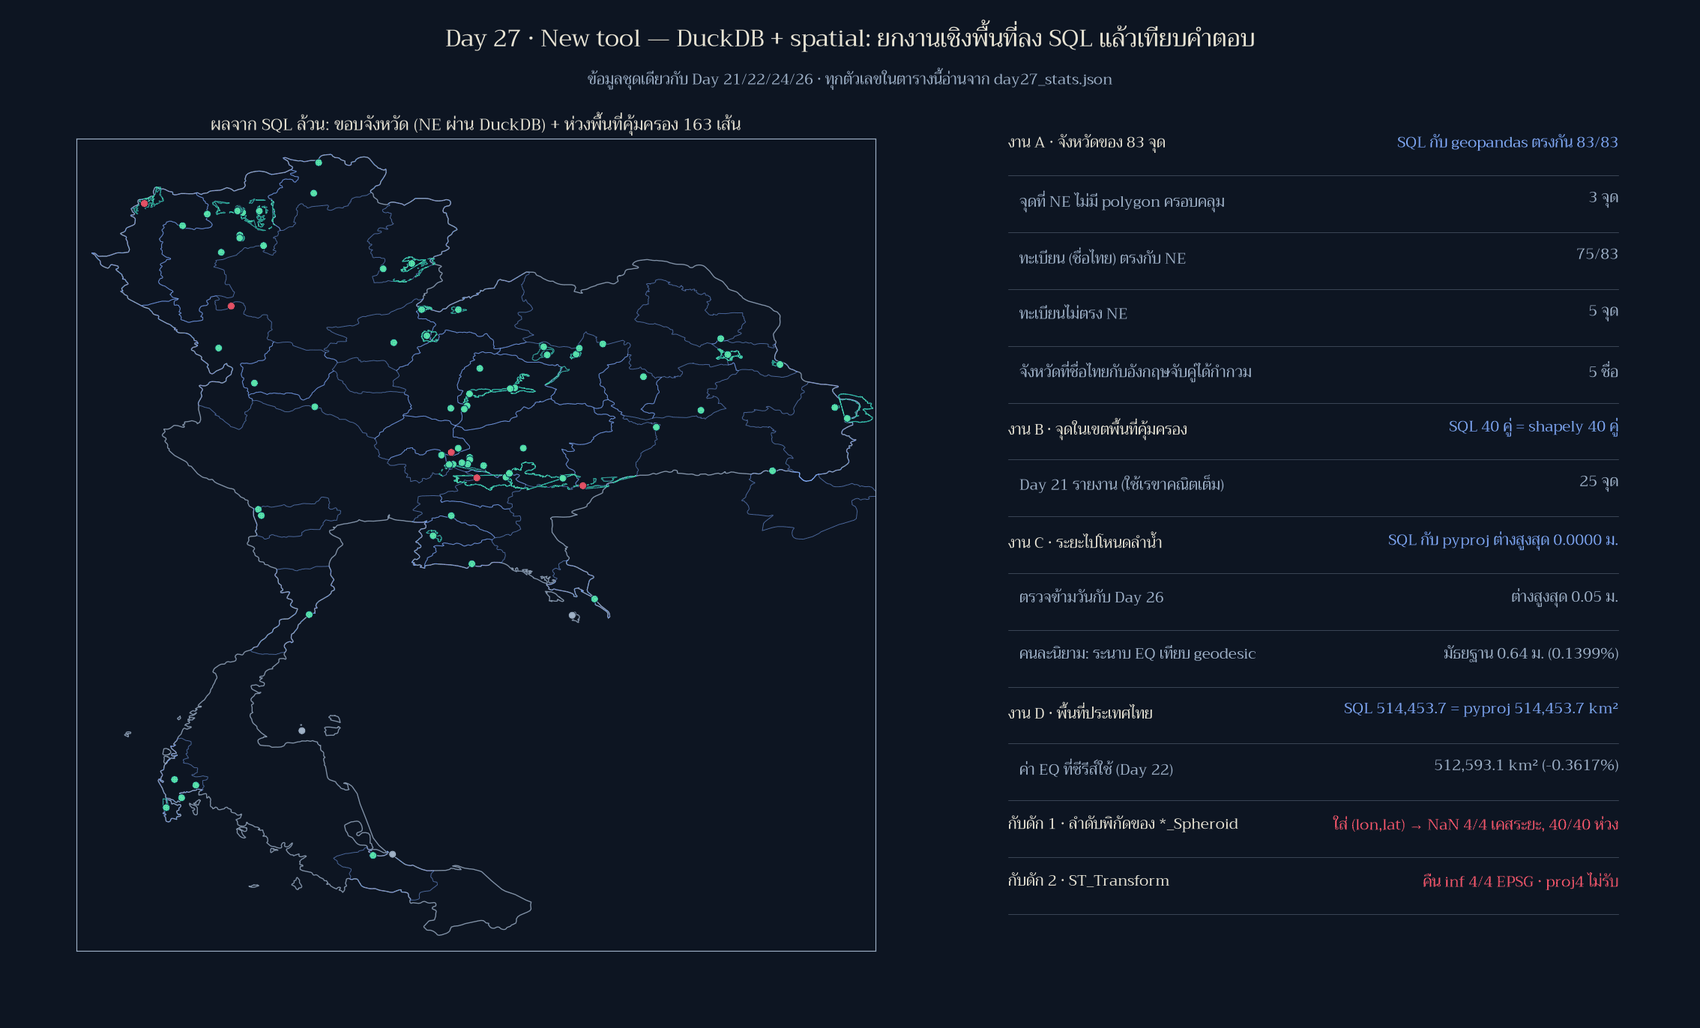 Day 27 · New tool — DuckDB + spatial: ยกงานเชิงพื้นที่ลง SQL แล้วเทียบคำตอบ
ข้อมูลชุดเดียวกับ Day 21/22/24/26 · ทุกตัวเลขในตารางนี้อ่านจาก day27_stats.json
ผลจาก SQL ล้วน: ขอบจังหวัด (NE ผ่าน DuckDB) + ห่วงพื้นที่คุ้มครอง 163 เส้น
งาน A · จังหวัดของ 83 จุด SQL กับ geopandas ตรงกัน 83/83
จุดที่ NE ไม่มี polygon ครอบคลุม 3 จุด
ทะเบียน (ชื่อไทย) ตรงกับ NE 75/83
ทะเบียนไม่ตรง NE 5 จุด
จังหวัดที่ชื่อไทยกับอังกฤษจับคู่ได้กำกวม 5 ชื่อ
งาน B · จุดในเขตพื้นที่คุ้มครอง SQL 40 คู่ = shapely 40 คู่
Day 21 รายงาน (ใช้เรขาคณิตเต็ม) 25 จุด
งาน C · ระยะไปโหนดลำน้ำ SQL กับ pyproj ต่างสูงสุด 0.0000 ม.
ตรวจข้ามวันกับ Day 26 ต่างสูงสุด 0.05 ม.
คนละนิยาม: ระนาบ EQ เทียบ geodesic มัธยฐาน 0.64 ม. (0.1399%)
งาน D · พื้นที่ประเทศไทย SQL 514,453.7 = pyproj 514,453.7 km²
ค่า EQ ที่ซีรีส์ใช้ (Day 22) 512,593.1 km² (-0.3617%)
กับดัก 1 · ลำดับพิกัดของ *_Spheroid ใส่ (lon,lat) → NaN 4/4 เคสระยะ, 40/40 ห่วง
กับดัก 2 · ST_Transform คืน inf 4/4 EPSG · proj4 ไม่รับ